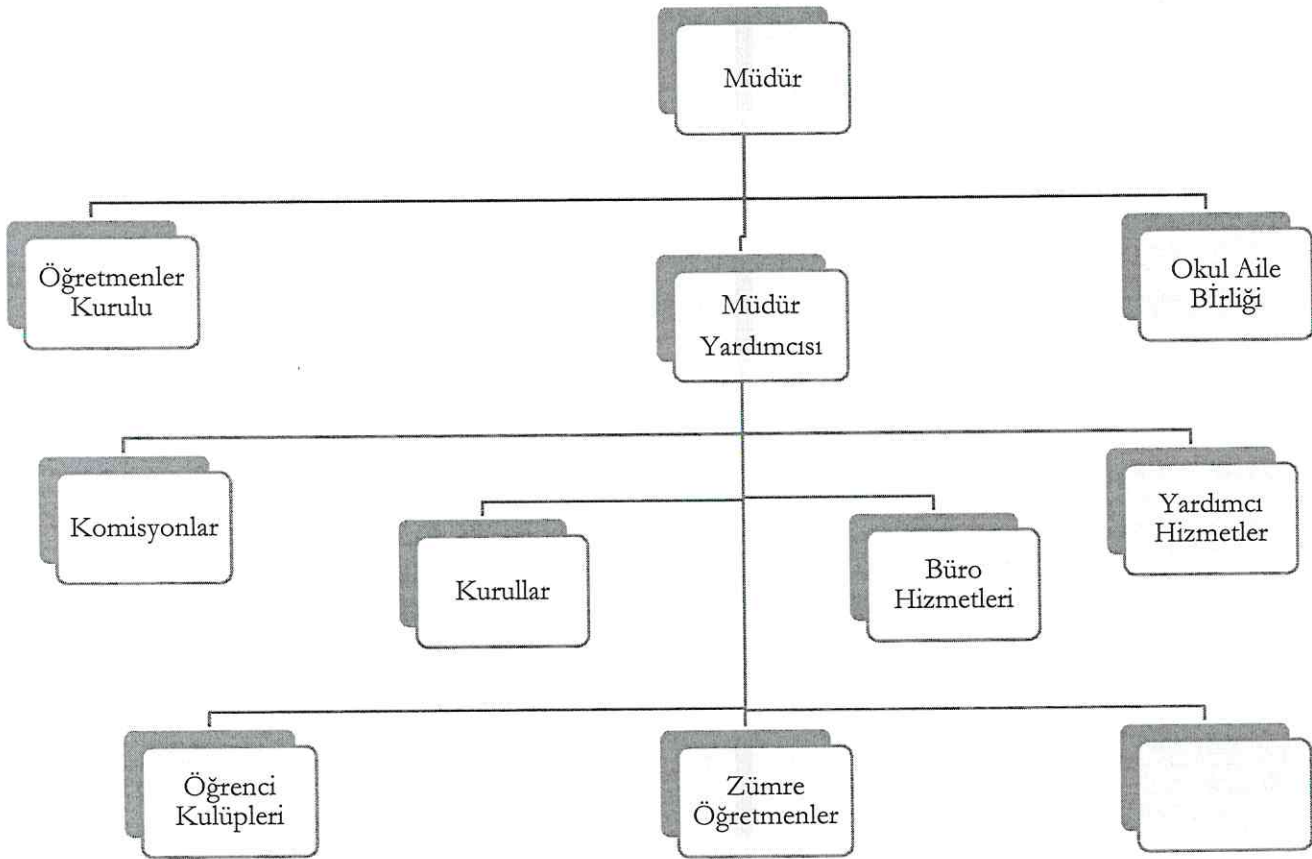 Müdür
Öğretmenler
Kurulu
Müdür
Yardımcısı
Okul Aile
Bİrliği
Komisyonlar
Kurullar
Büro
Hizmetleri
Yardımcı
Hizmetler
Öğrenci
Kulüpleri
Zümre
Öğretmenler